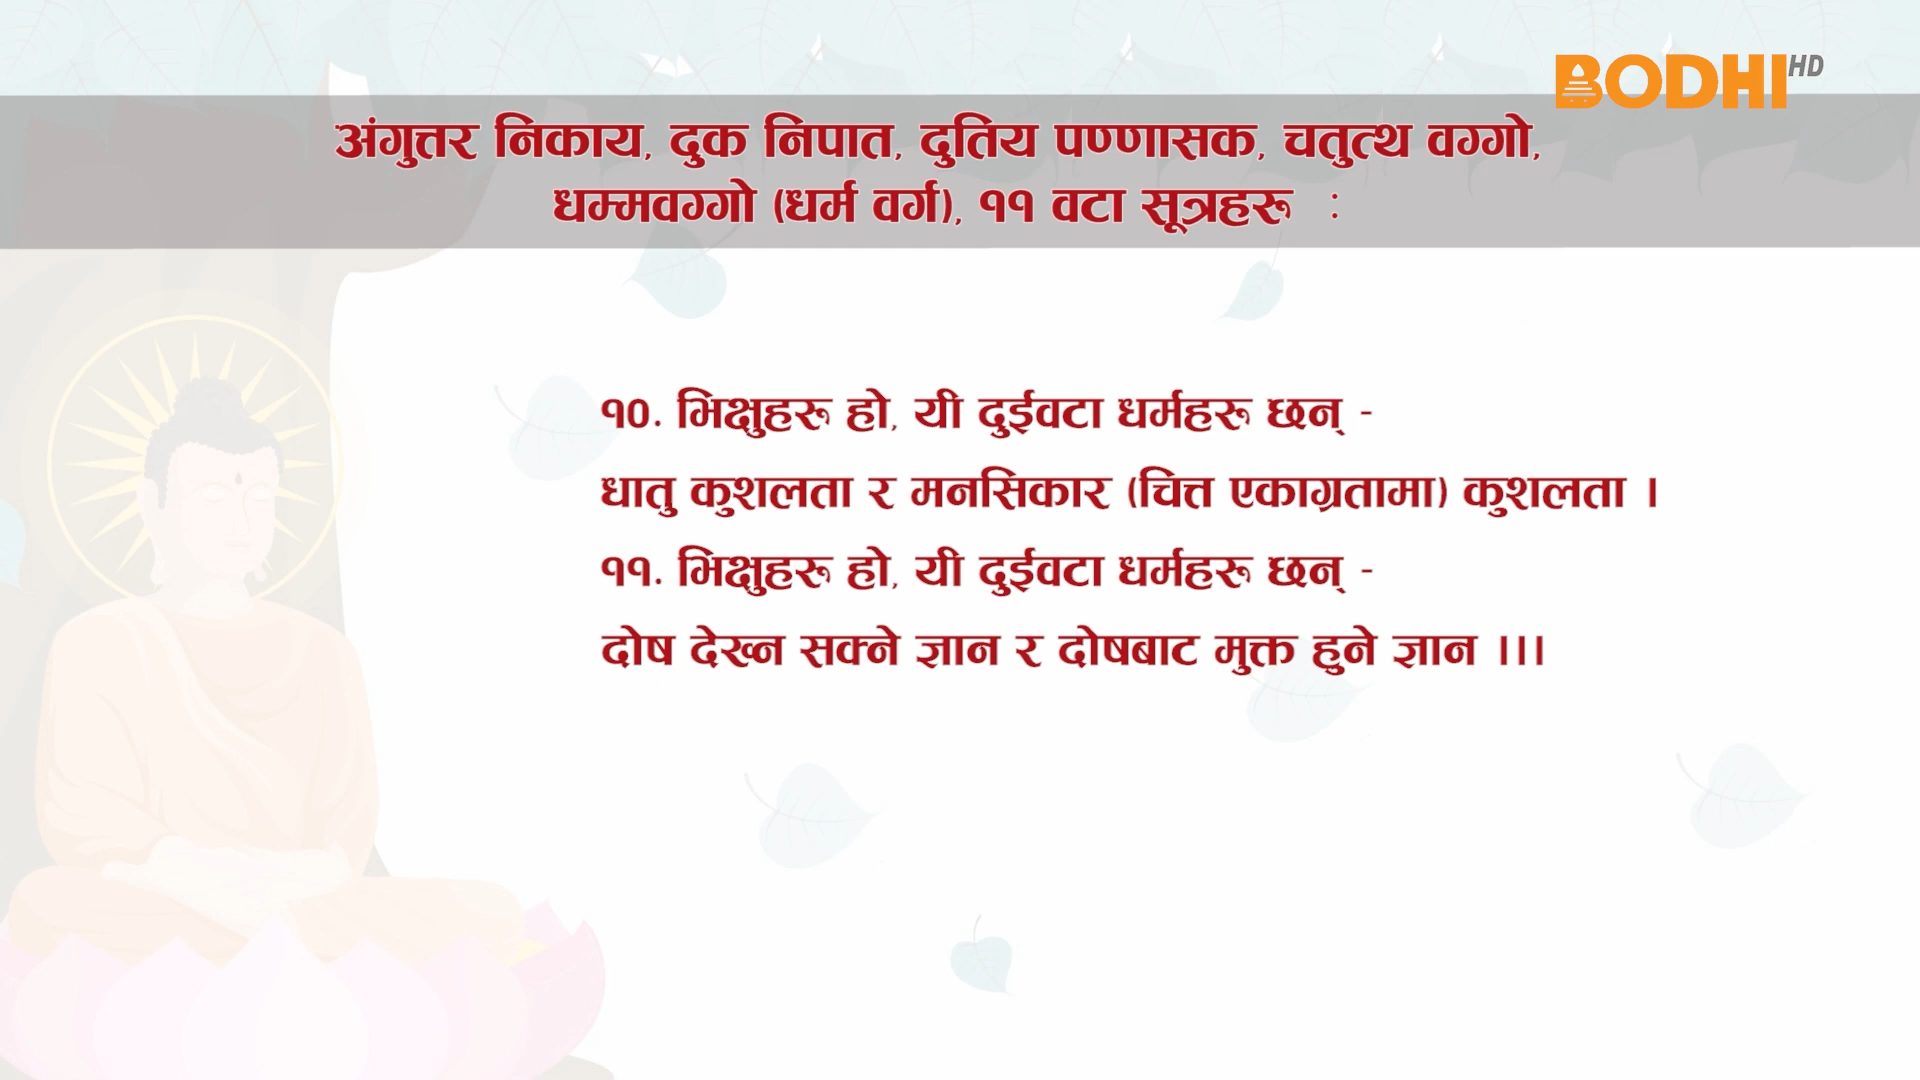 BODHI HD
अंगुत्तर निकाय, दुक निपात, दुतिय पण्णासक, चतुत्थ वग्गो,
धम्मवग्गो (धर्म वर्ग), ११ वटा सूत्रहरू :
१०. भिक्षुहरू हो, यी दुईवटा धर्महरू छन् -
धातु कुशलता र मनसिकार (चित्त एकाग्रतामा) कुशलता ।
११. भिक्षुहरू हो, यी दुईवटा धर्महरू छन् -
दोष देख्न सक्ने ज्ञान र दोषबाट मुक्त हुने ज्ञान ।।।